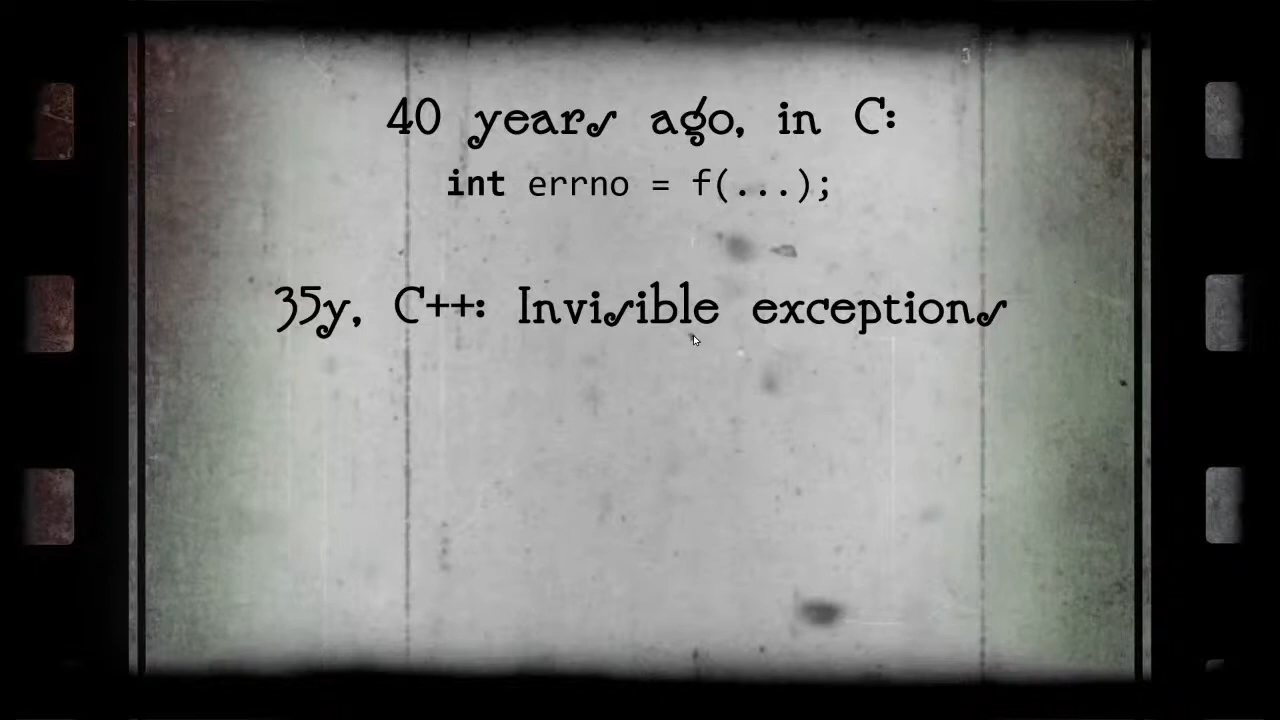 40 years ago, in C:
int errno = f(...);
35y, C++: Invisible exceptions